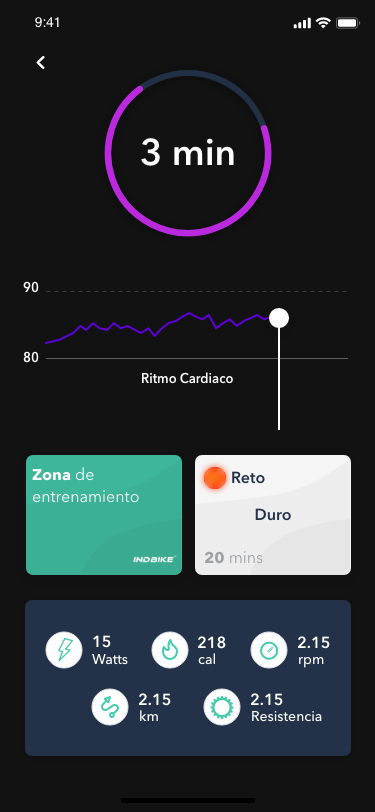 9:41
3 min
90
80
Ritmo Cardiaco
Zona de
entrenamiento
INDBIKE
Reto
Duro
20 mins
15
Watts
218
cal
2.15
rpm
2.15
km
2.15
Resistencia